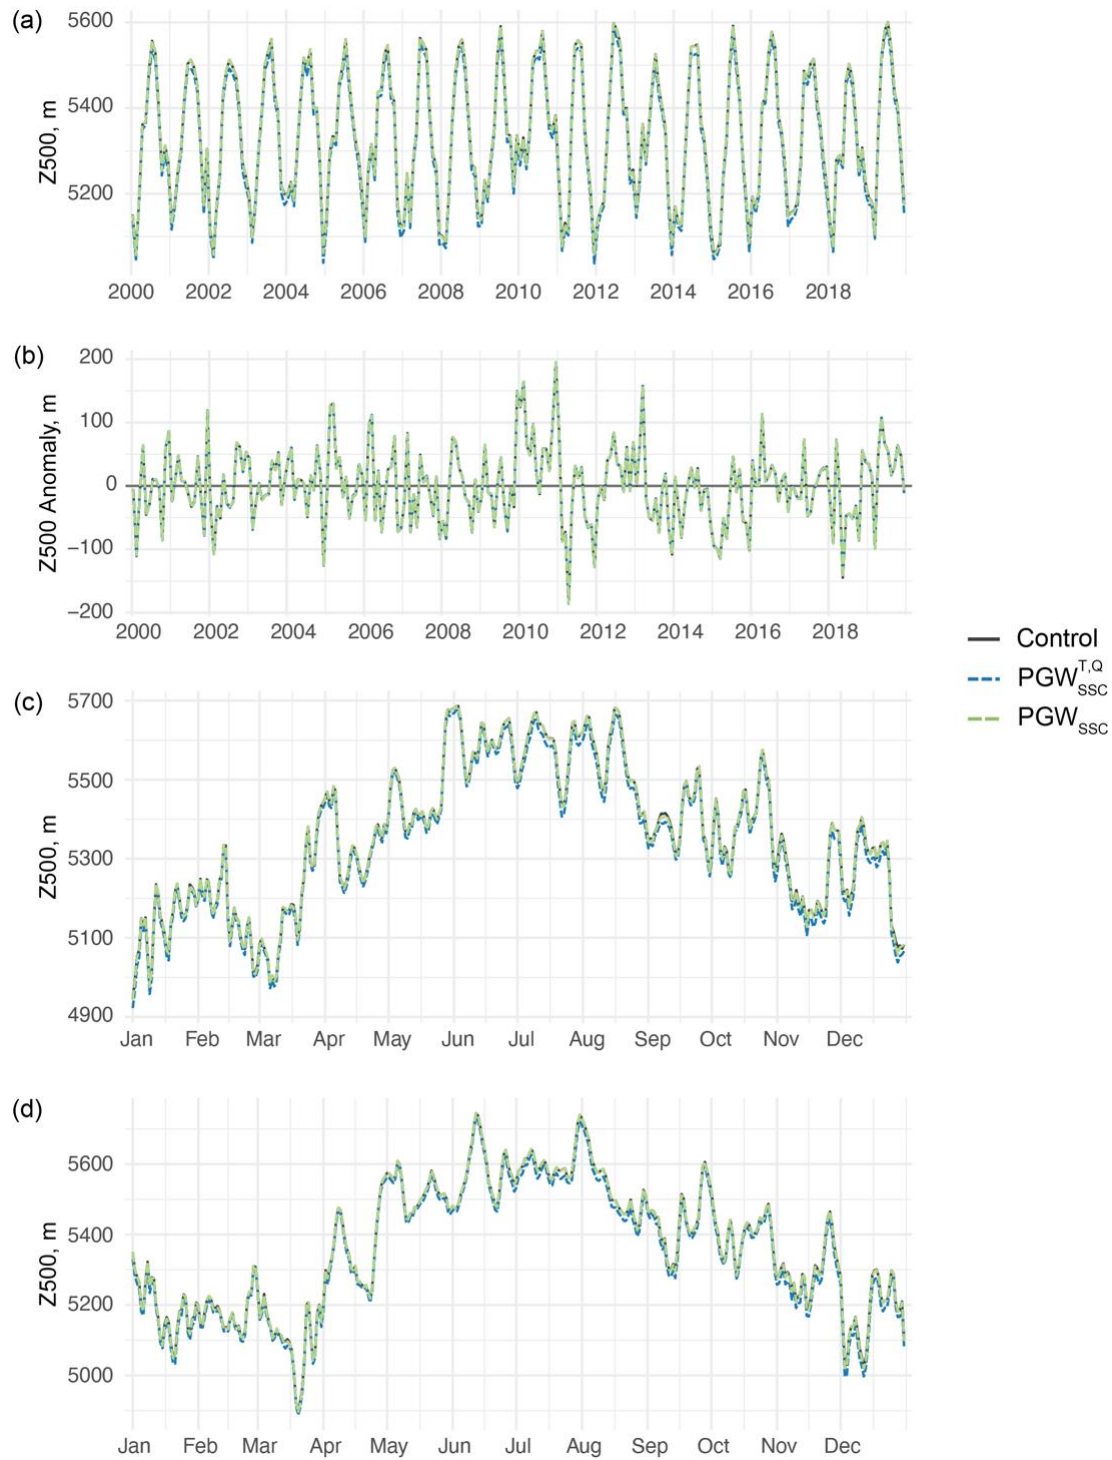 (a)
5600
5400
5200
Z500, m
2000 2002 2004 2006 2008 2010 2012 2014 2016 2018
(b)
200
100
0
−100
−200
Z500 Anomaly, m
2000 2002 2004 2006 2008 2010 2012 2014 2016 2018
Control
PGW T,Q SSC
PGW SSC
(c)
5700
5500
5300
5100
4900
Z500, m
Jan Feb Mar Apr May Jun Jul Aug Sep Oct Nov Dec
(d)
5600
5400
5200
5000
Z500, m
Jan Feb Mar Apr May Jun Jul Aug Sep Oct Nov Dec